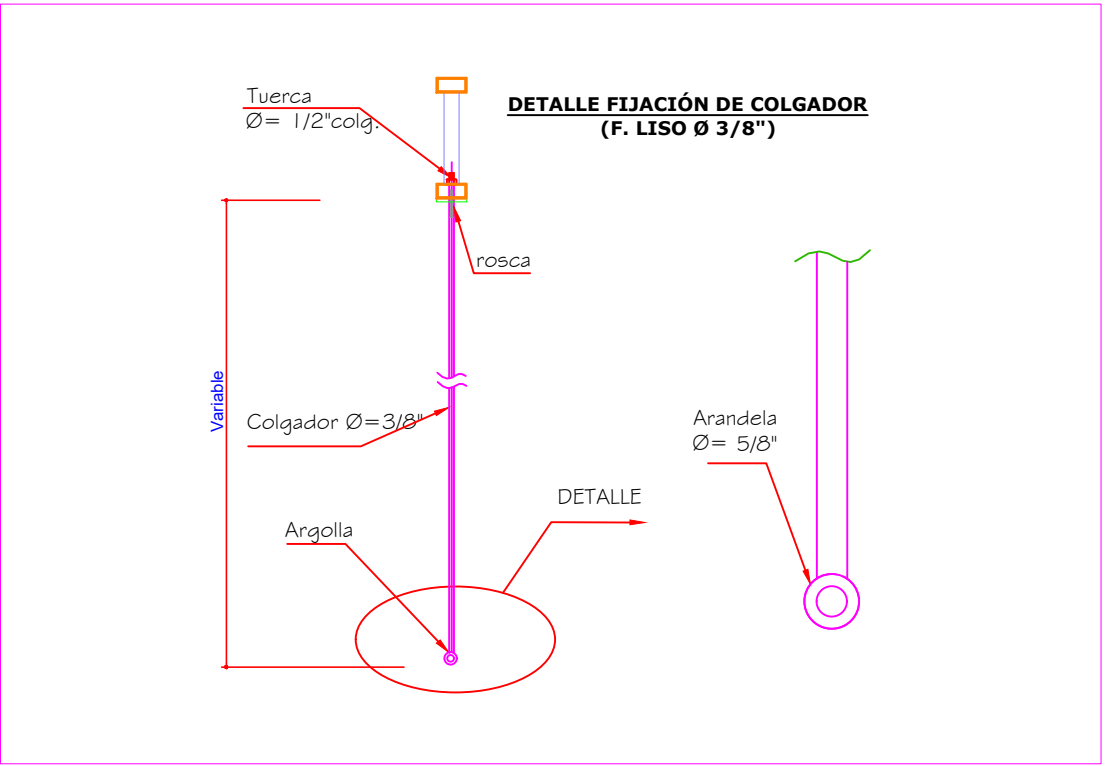 DETALLE FIJACIÓN DE COLGADOR
(F. LISO Ø 3/8")
Tuerca
Ø= 1/2"colg.
rosca
Variable
Colgador Ø=3/8"
Arandela
Ø= 5/8"
DETALLE
Argolla